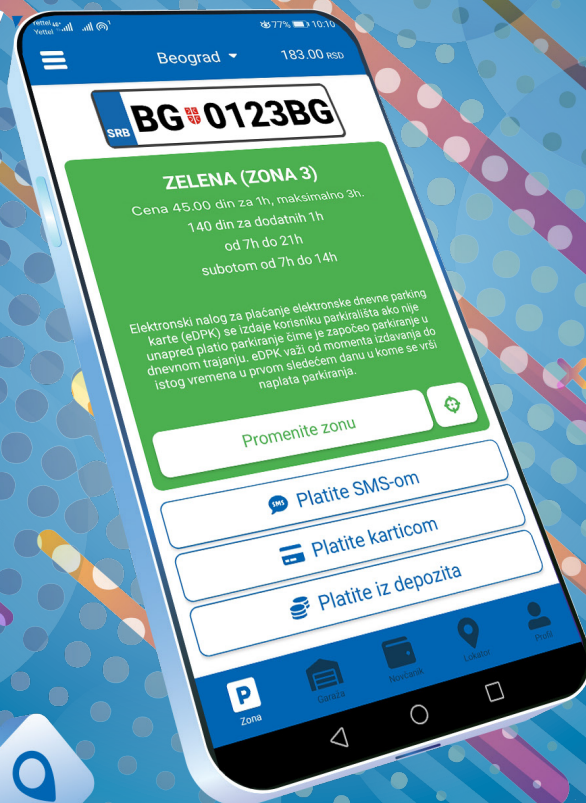 Yettel
Yettel
77% 10:10
Beograd 183.00 RSD
SRB BG 0123BG
ZELENA (ZONA 3)
Cena 45.00 din za 1h, maksimalno 3h.
140 din za dodatnih 1h
od 7h do 21h
subotom od 7h do 14h
Elektronski nalog za plaćanje elektronske dnevne parking
karte (eDPK) se izdaje korisniku parkirališta ako nije
unapred platio parkiranje čime je započeo parkiranje u
dnevnom trajanju. eDPK važi od momenta izdavanja do
istog vremena u prvom sledećem danu u kome se vrši
naplata parkiranja.
Promenite zonu
SMS Platite SMS-om
Platite karticom
Platite iz depozita
P
Zona Garaža Novčanik Lokator Profil